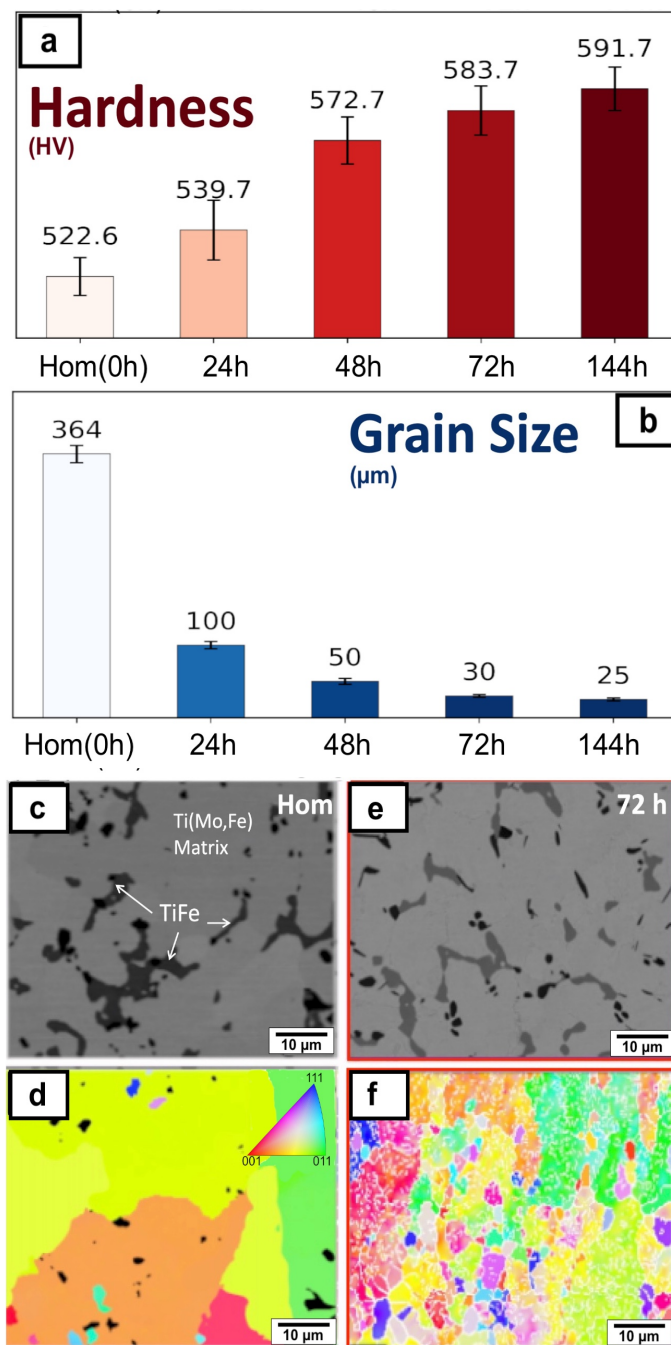 a
Hardness
(HV)
522.6
539.7
572.7
583.7
591.7
Hom(0h)
24h
48h
72h
144h
b
Grain Size
(µm)
364
100
50
30
25
Hom(0h)
24h
48h
72h
144h
c
Hom
Ti(Mo,Fe)
Matrix
TiFe
10 µm
e
72 h
10 µm
d
111
001
011
10 µm
f
10 µm